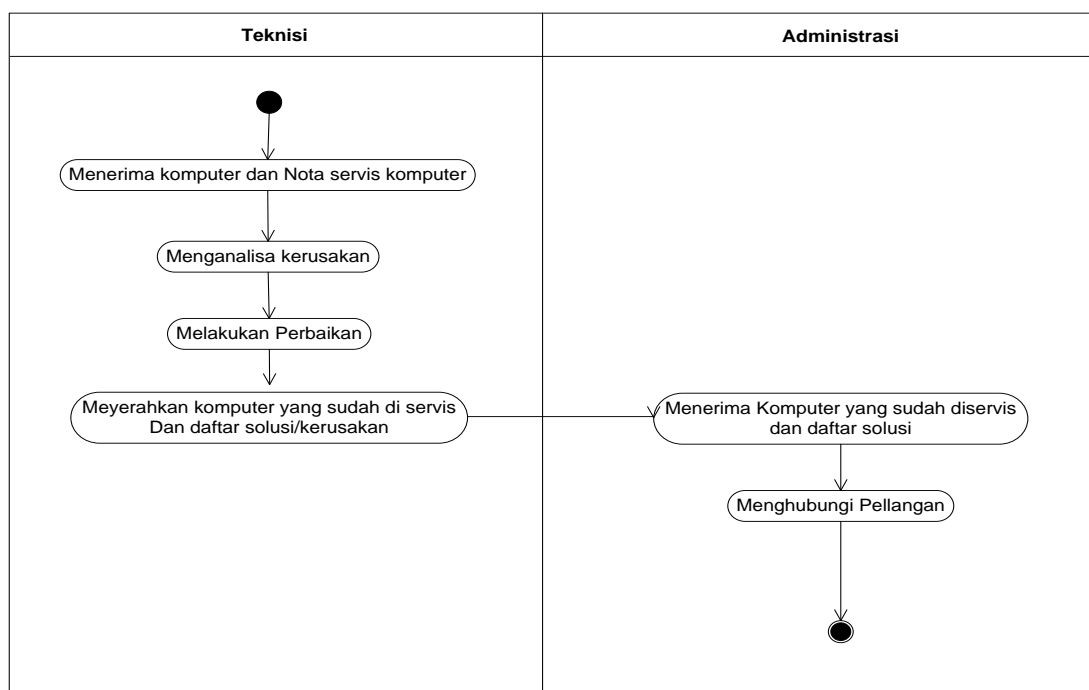 Teknisi
Administrasi
Menerima komputer dan Nota servis komputer
Menganalisa kerusakan
Melakukan Perbaikan
Meyerahkan komputer yang sudah di servis
Dan daftar solusi/kerusakan
Menerima Komputer yang sudah diservis
dan daftar solusi
Menghubungi Pellangan